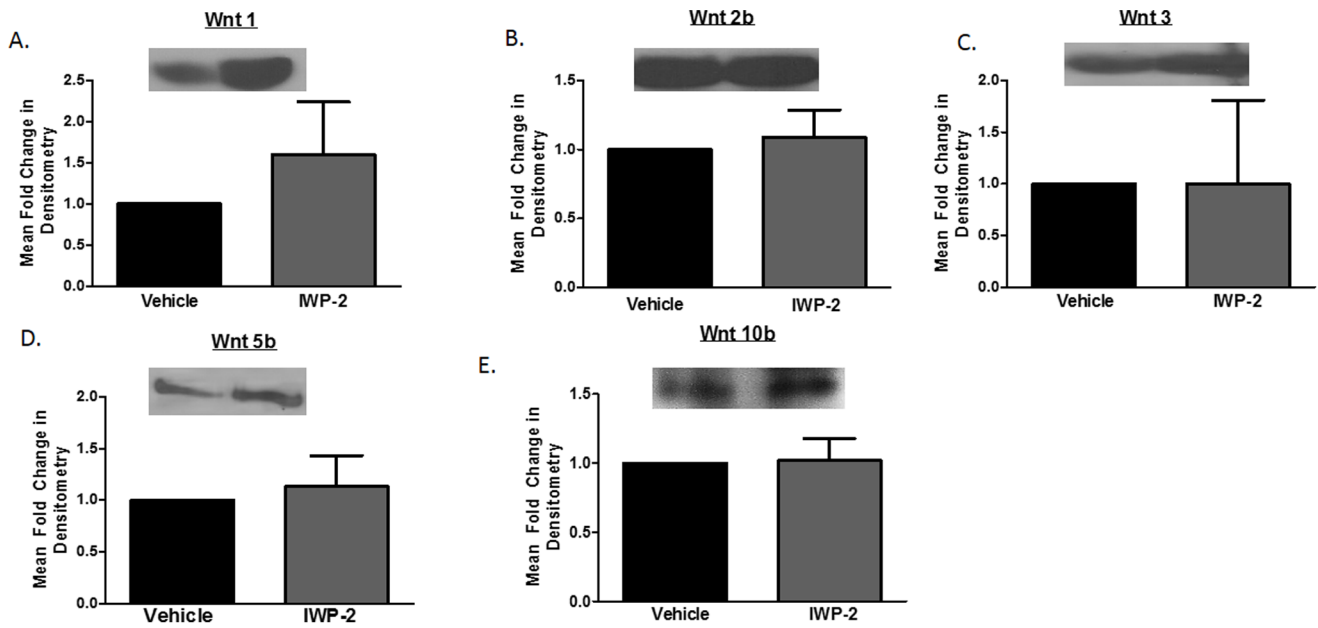 Wnt 1
A.
Mean Fold Change in
Densitometry
2.5
2.0
1.5
1.0
0.5
0.0
Vehicle
IWP-2
Wnt 2b
B.
Mean Fold Change in
Densitometry
1.5
1.0
0.5
0.0
Vehicle
IWP-2
Wnt 3
C.
Mean Fold Change in
Densitometry
2.0
1.5
1.0
0.5
0.0
Vehicle
IWP-2
Wnt 5b
D.
Mean Fold Change in
Densitometry
2.0
1.5
1.0
0.5
0.0
Vehicle
IWP-2
Wnt 10b
E.
Mean Fold Change in
Densitometry
1.5
1.0
0.5
0.0
Vehicle
IWP-2